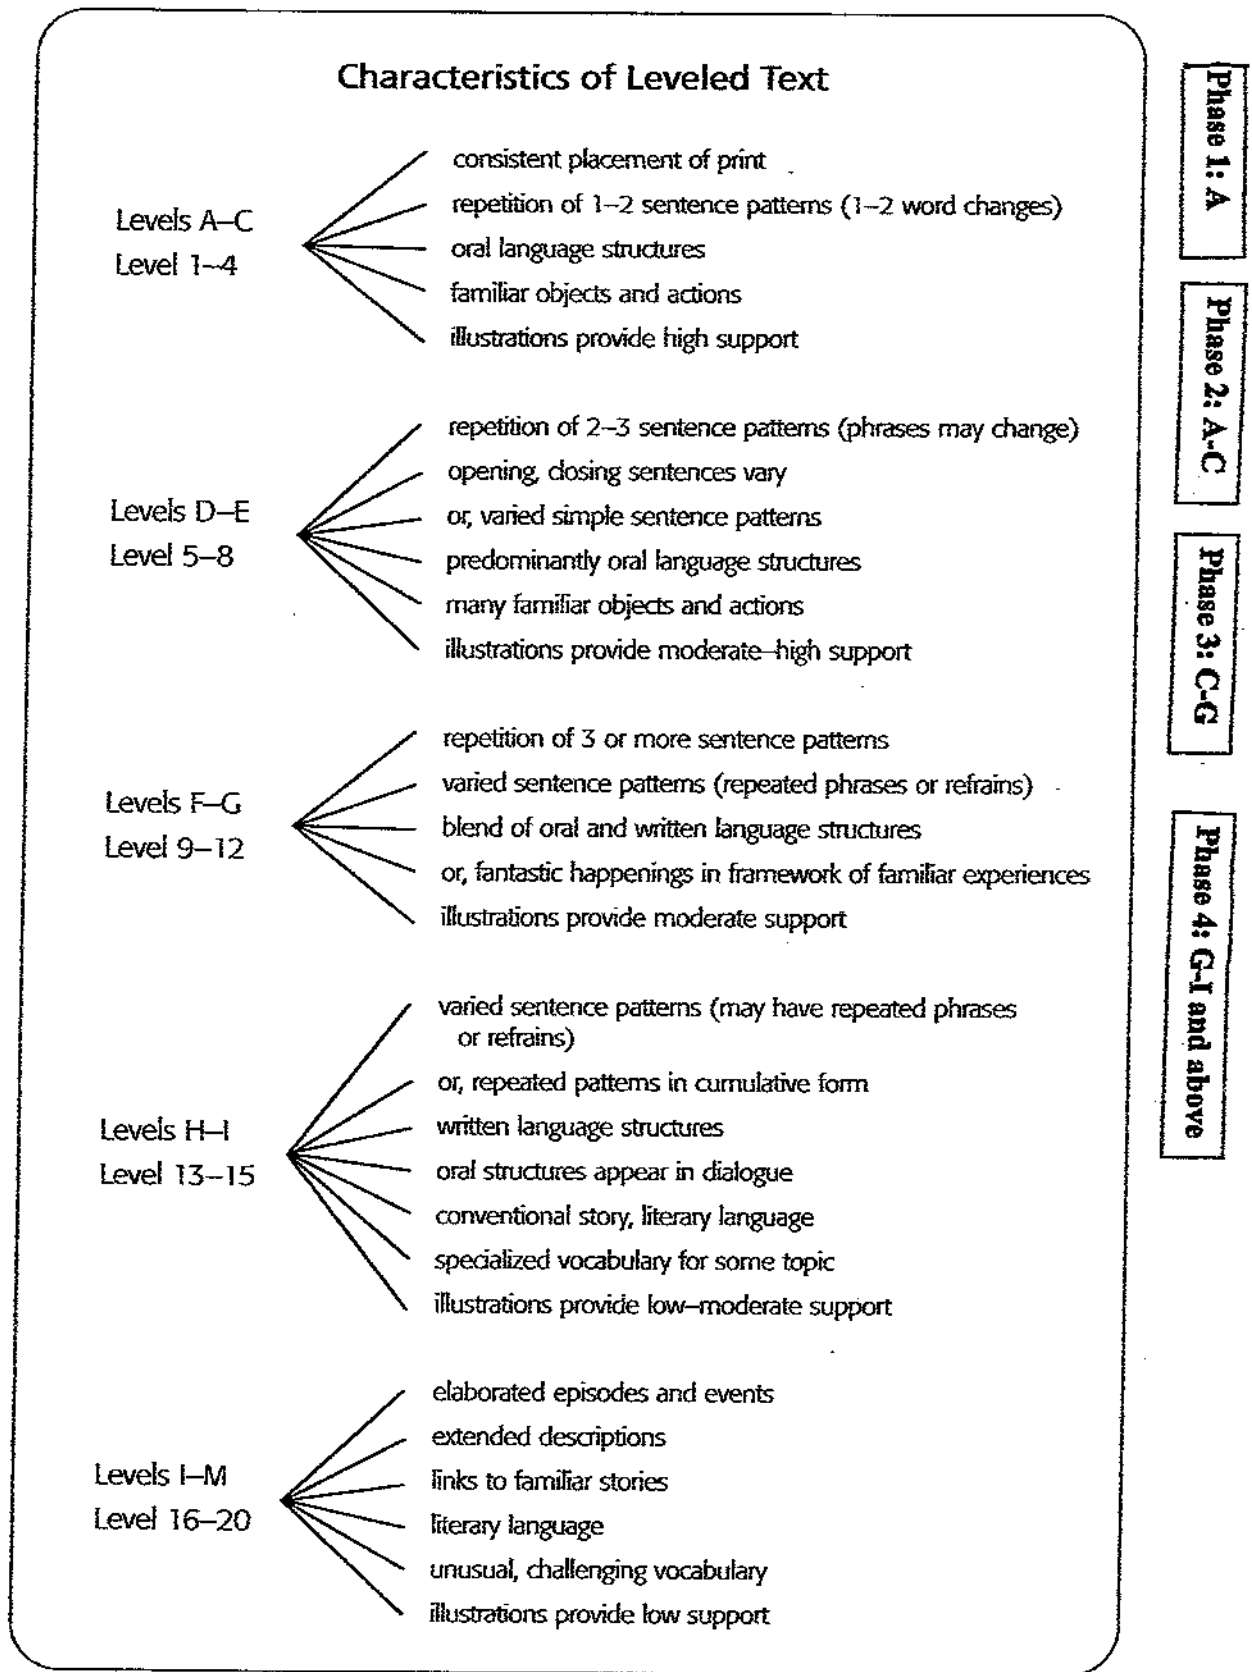 Characteristics of Leveled Text
Levels A–C
Level 1–4
consistent placement of print
repetition of 1–2 sentence patterns (1–2 word changes)
oral language structures
familiar objects and actions
illustrations provide high support
Levels D–E
Level 5–8
repetition of 2–3 sentence patterns (phrases may change)
opening, closing sentences vary
or, varied simple sentence patterns
predominantly oral language structures
many familiar objects and actions
illustrations provide moderate–high support
Levels F–G
Level 9–12
repetition of 3 or more sentence patterns
varied sentence patterns (repeated phrases or refrains)
blend of oral and written language structures
or, fantastic happenings in framework of familiar experiences
illustrations provide moderate support
Levels H–I
Level 13–15
varied sentence patterns (may have repeated phrases
or refrains)
or, repeated patterns in cumulative form
written language structures
oral structures appear in dialogue
conventional story, literary language
specialized vocabulary for some topic
illustrations provide low–moderate support
Levels I–M
Level 16–20
elaborated episodes and events
extended descriptions
links to familiar stories
literary language
unusual, challenging vocabulary
illustrations provide low support
Phase 1: A
Phase 2: A-C
Phase 3: C-G
Phase 4: G-I and above